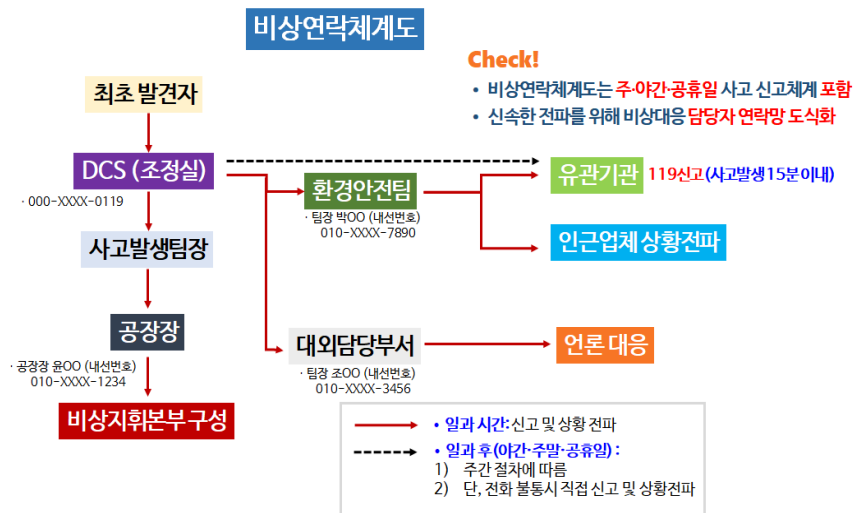 비상연락체계도
Check!
• 비상연락체계도는 주·야간·공휴일 사고 신고체계 포함
• 신속한 전파를 위해 비상대응 담당자 연락망 도식화
최초 발견자
DCS (조정실)
· 000-XXXX-0119
환경안전팀
· 팀장 박OO (내선번호)
010-XXXX-7890
유관기관 119신고(사고발생 15분 이내)
사고발생팀장
인근업체 상황전파
공장장
· 공장장 윤OO (내선번호)
010-XXXX-1234
대외담당부서
· 팀장 조OO (내선번호)
010-XXXX-3456
언론 대응
비상지휘본부 구성
• 일과 시간: 신고 및 상황 전파
• 일과 후(야간·주말·공휴일) :
1) 주간 절차에 따름
2) 단, 전화 불통시 직접 신고 및 상황전파